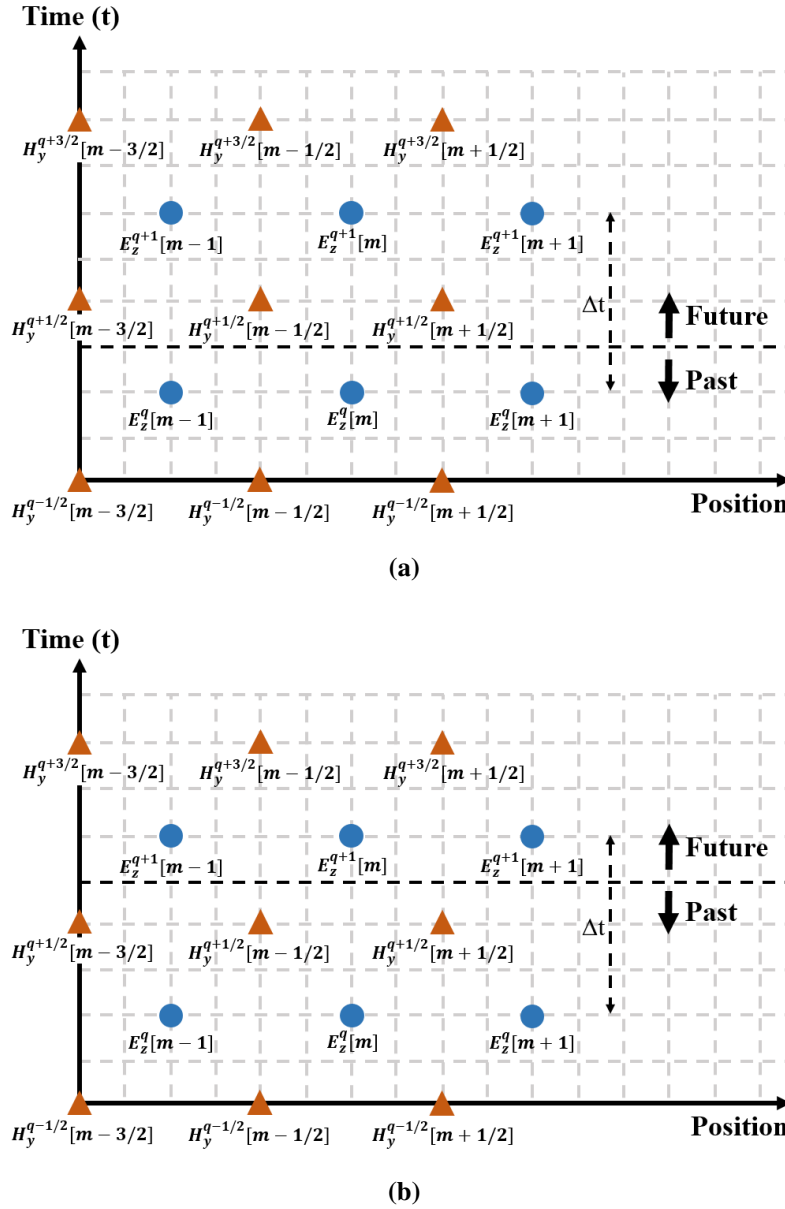 Time (t)
H_y^{q+3/2}[m − 3/2] H_y^{q+3/2}[m − 1/2] H_y^{q+3/2}[m + 1/2]
E_z^{q+1}[m − 1] E_z^{q+1}[m] E_z^{q+1}[m + 1]
Δt
Future
H_y^{q+1/2}[m − 3/2] H_y^{q+1/2}[m − 1/2] H_y^{q+1/2}[m + 1/2]
Past
E_z^q[m − 1] E_z^q[m] E_z^q[m + 1]
H_y^{q−1/2}[m − 3/2] H_y^{q−1/2}[m − 1/2] H_y^{q−1/2}[m + 1/2]
Position
(a)
Time (t)
H_y^{q+3/2}[m − 3/2] H_y^{q+3/2}[m − 1/2] H_y^{q+3/2}[m + 1/2]
Future
E_z^{q+1}[m − 1] E_z^{q+1}[m] E_z^{q+1}[m + 1]
Past
Δt
H_y^{q+1/2}[m − 3/2] H_y^{q+1/2}[m − 1/2] H_y^{q+1/2}[m + 1/2]
E_z^q[m − 1] E_z^q[m] E_z^q[m + 1]
H_y^{q−1/2}[m − 3/2] H_y^{q−1/2}[m − 1/2] H_y^{q−1/2}[m + 1/2]
Position
(b)